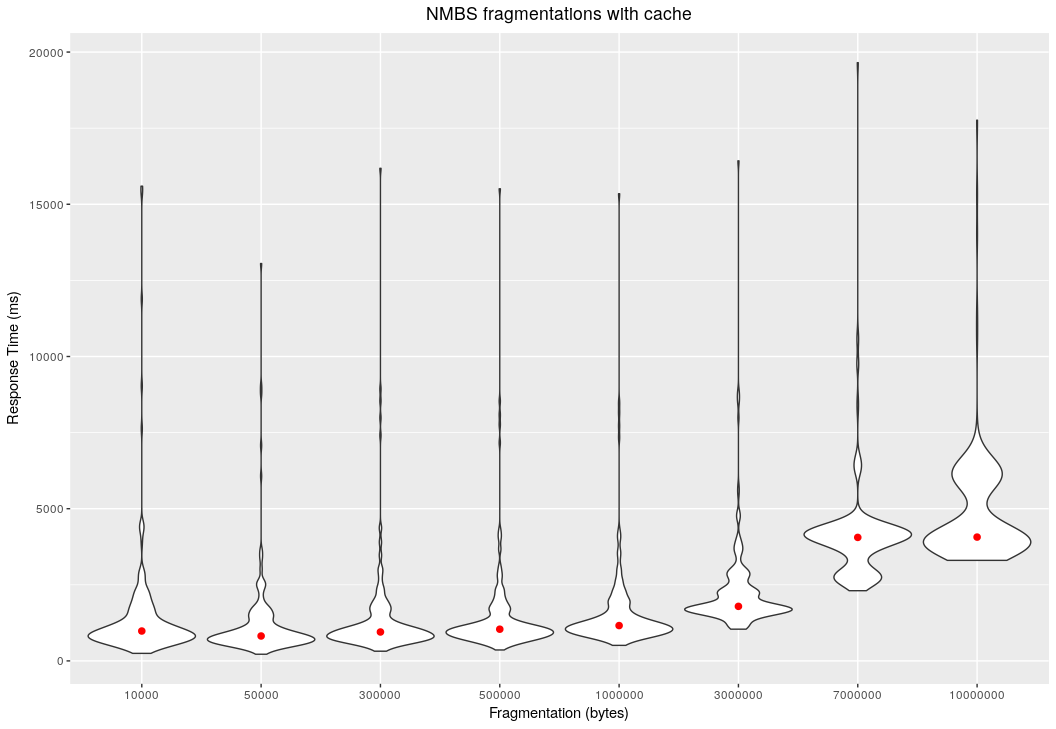 NMBS fragmentations with cache
Response Time (ms)
20000
15000
10000
5000
0
10000 50000 300000 500000 1000000 3000000 7000000 10000000
Fragmentation (bytes)